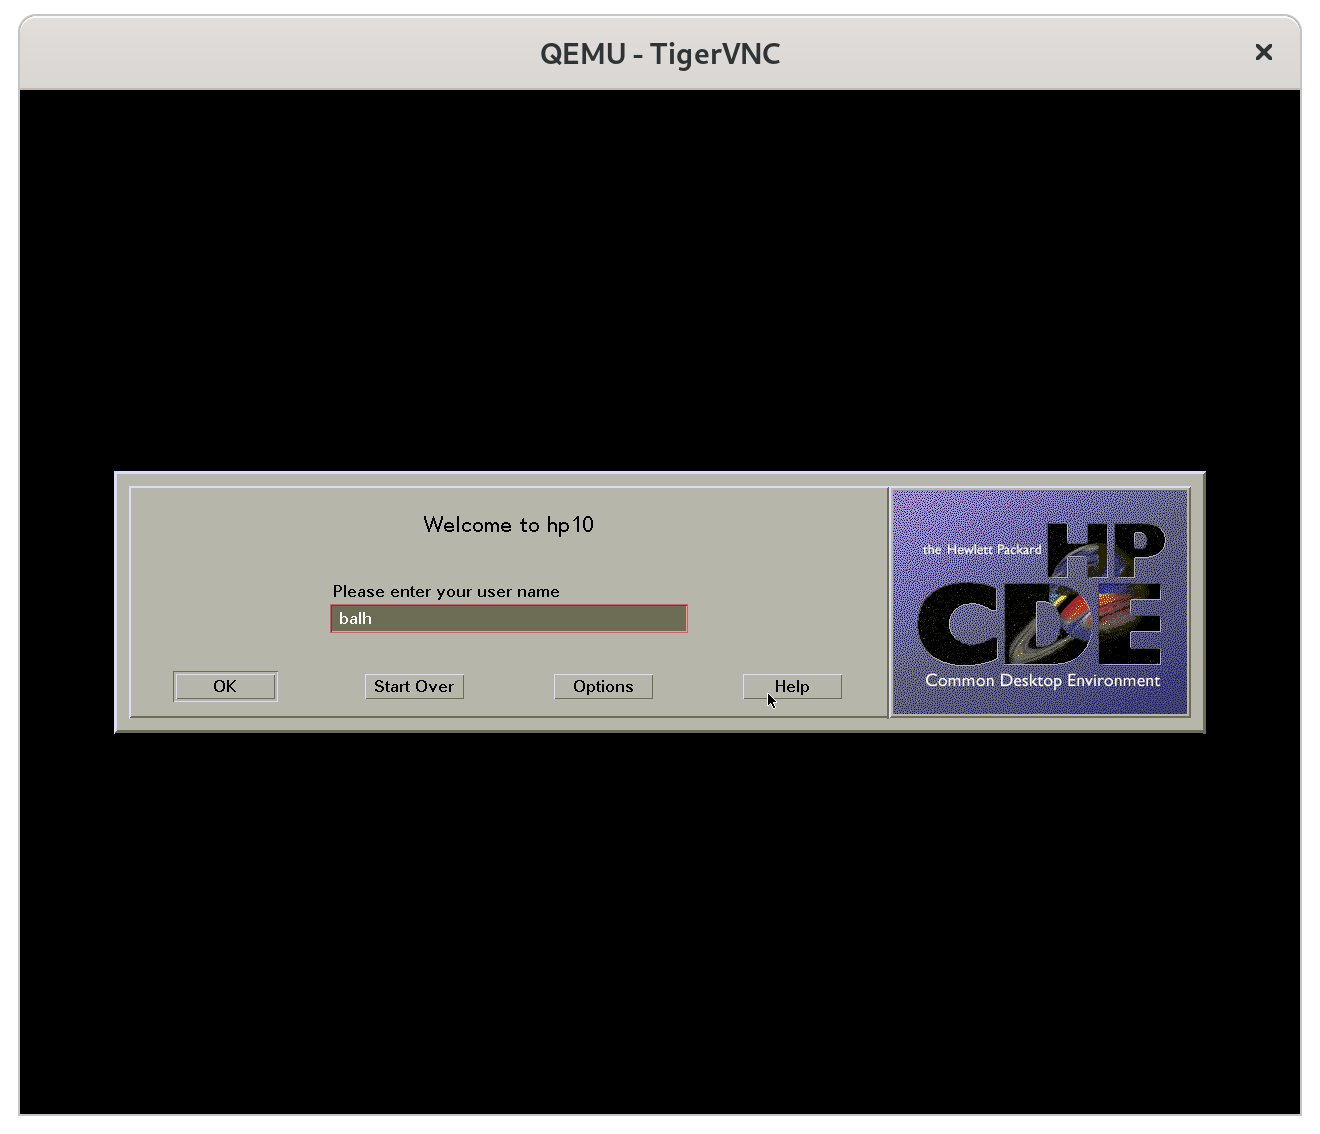 QEMU - TigerVNC
Welcome to hp10
Please enter your user name
balh
OK
Start Over
Options
Help
the Hewlett Packard
HP
CDE
Common Desktop Environment